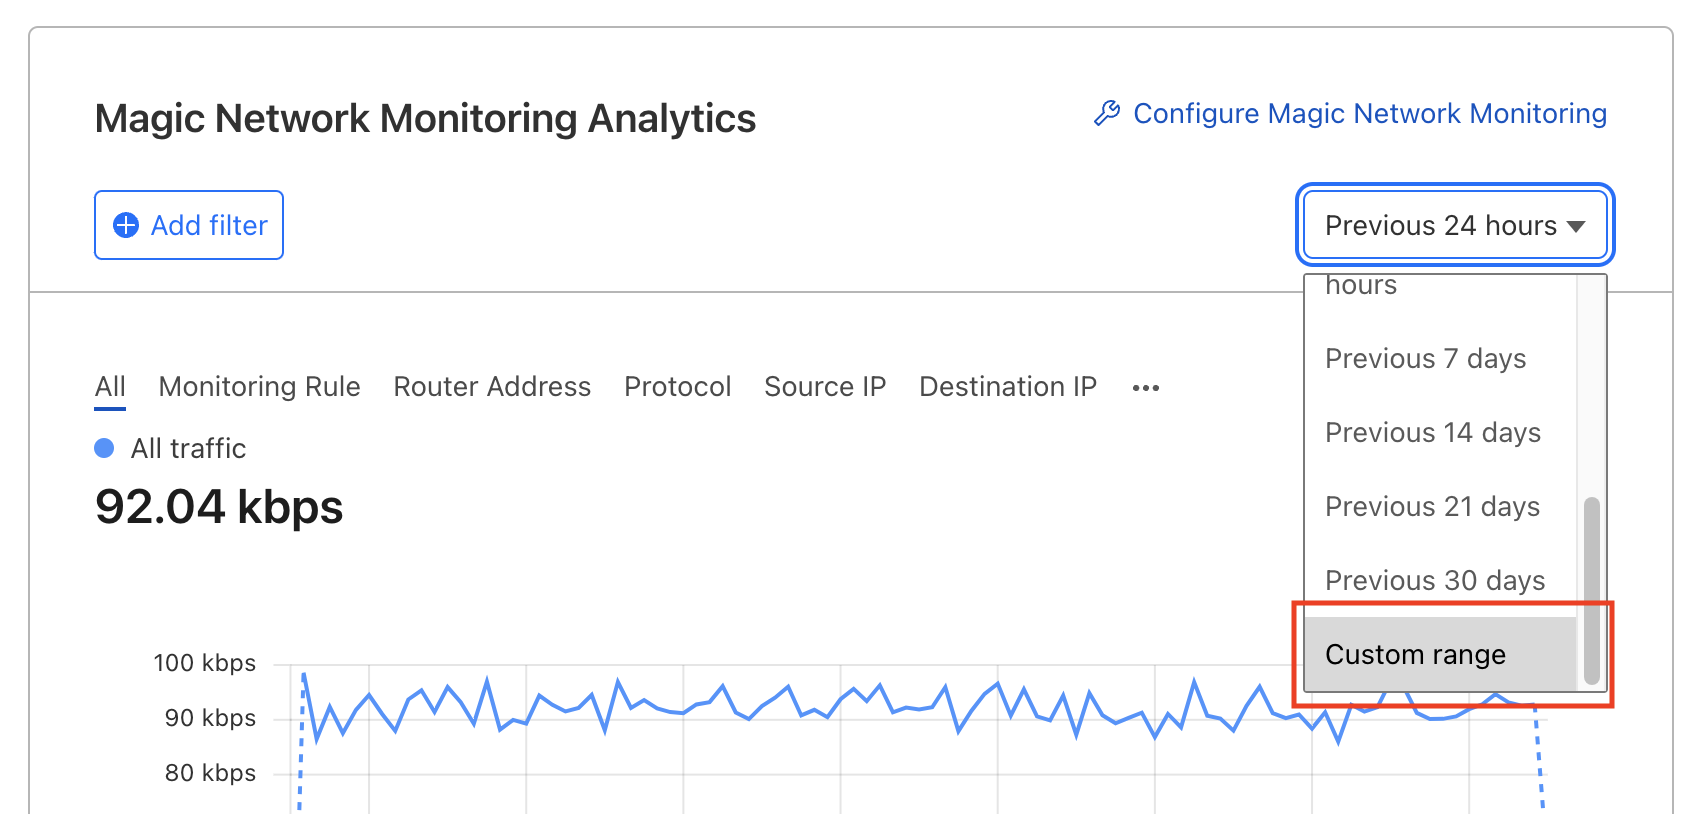 Magic Network Monitoring Analytics
Configure Magic Network Monitoring
Add filter
Previous 24 hours
hours
Previous 7 days
Previous 14 days
Previous 21 days
Previous 30 days
Custom range
All Monitoring Rule Router Address Protocol Source IP Destination IP •••
All traffic
92.04 kbps
100 kbps
90 kbps
80 kbps